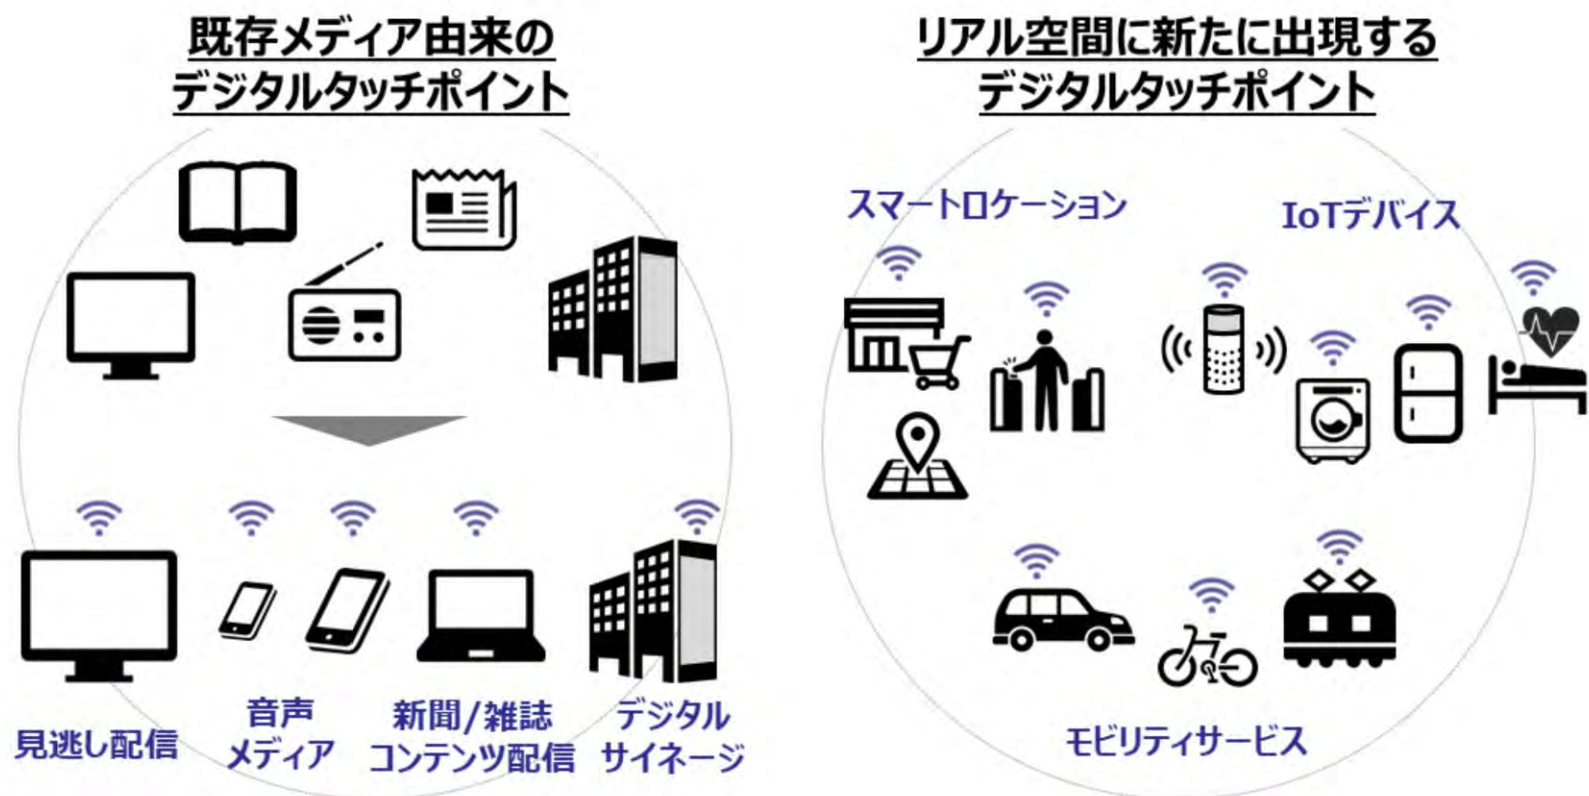 既存メディア由来の
デジタルタッチポイント
リアル空間に新たに出現する
デジタルタッチポイント
スマートロケーション
IoTデバイス
見逃し配信
音声
メディア
新聞/雑誌
コンテンツ配信
デジタル
サイネージ
モビリティサービス